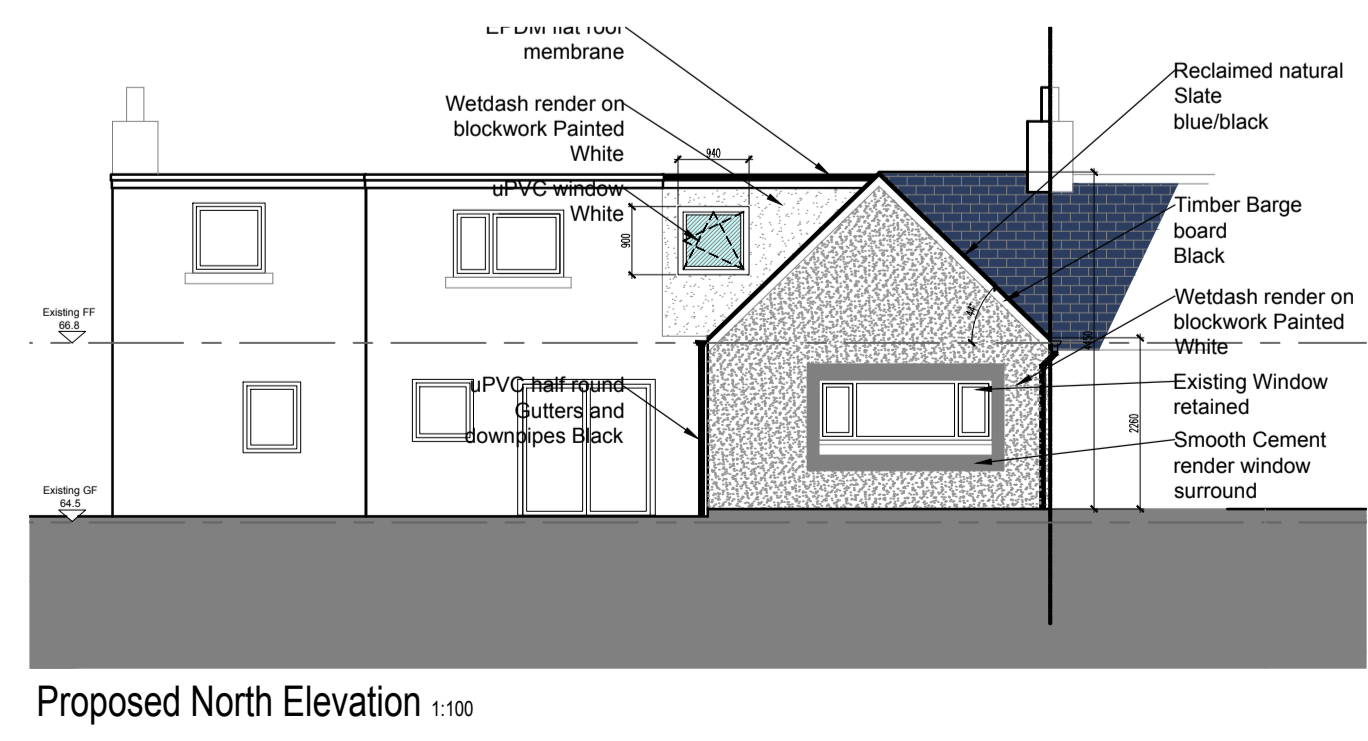 EPDM flat roof
membrane
Wetdash render on
blockwork Painted
White
uPVC window
White
uPVC half round
Gutters and
downpipes Black
Reclaimed natural
Slate
blue/black
Timber Barge
board
Black
Wetdash render on
blockwork Painted
White
Existing Window
retained
Smooth Cement
render window
surround
940
900
44°
2260
Existing FF
66.8
Existing GF
64.5
Proposed North Elevation 1:100